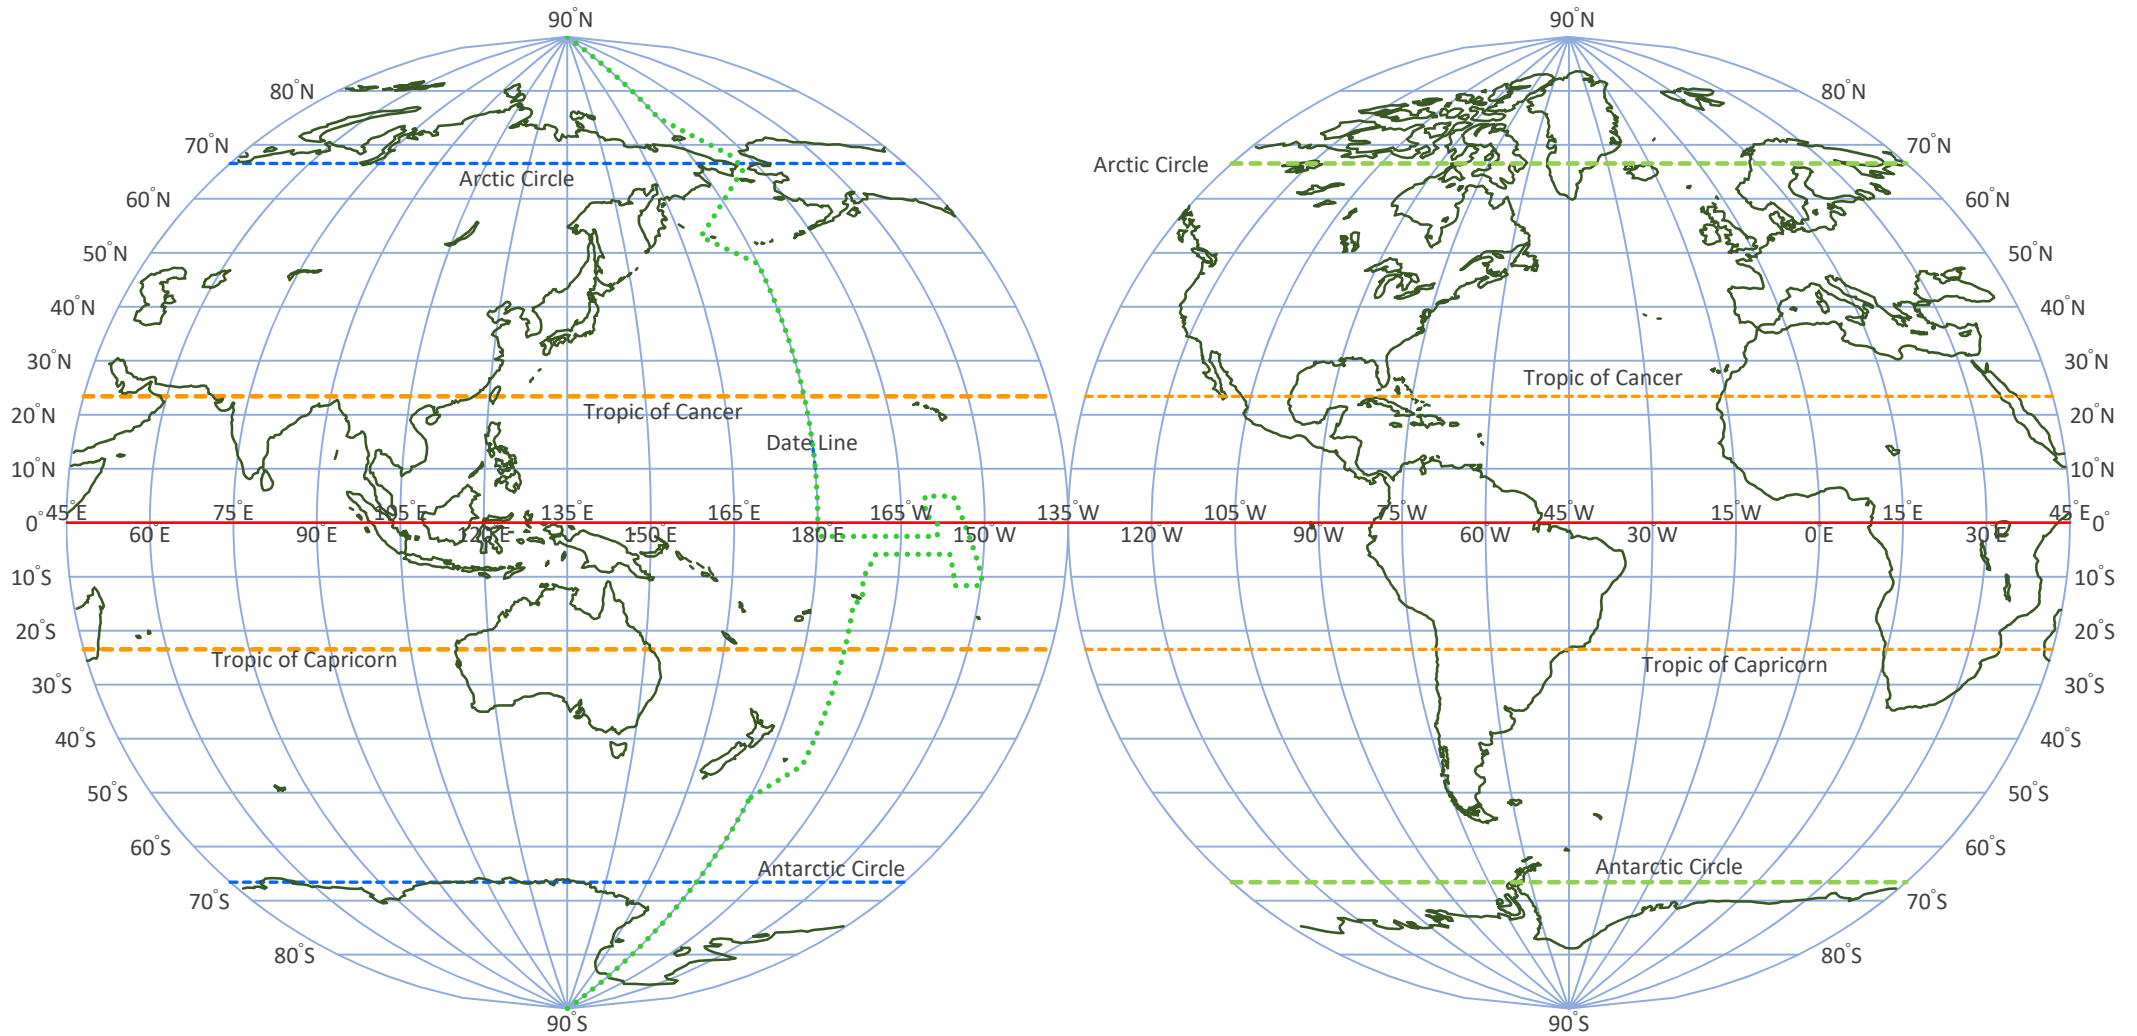 90°N
90°N
80°N
80°N
70°N
70°N
Arctic Circle
Arctic Circle
60°N
60°N
50°N
50°N
40°N
40°N
30°N
30°N
Tropic of Cancer
Tropic of Cancer
20°N
20°N
Date Line
10°N
10°N
45°E
75°E
105°E
135°E
165°E
165°W
135°W
105°W
75°W
45°W
15°W
15°E
45°E
0°
0°
60°E
90°E
120°E
150°E
180°E
150°W
120°W
90°W
60°W
30°W
0°E
30°E
10°S
10°S
20°S
20°S
Tropic of Capricorn
Tropic of Capricorn
30°S
30°S
40°S
40°S
50°S
50°S
60°S
60°S
Antarctic Circle
Antarctic Circle
70°S
70°S
80°S
80°S
90°S
90°S